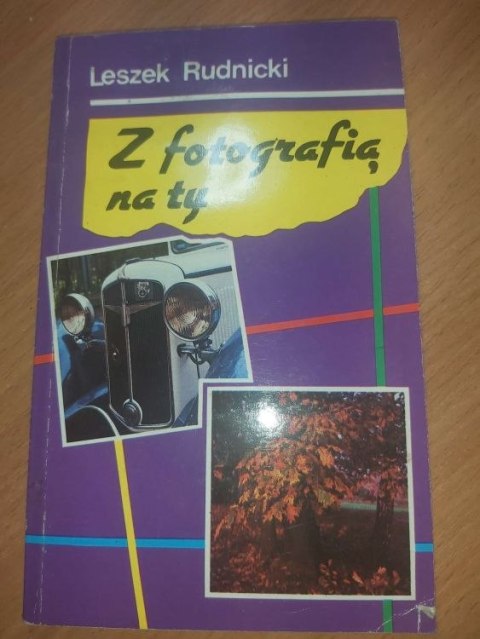 Leszek Rudnicki
Z fotografią
na ty